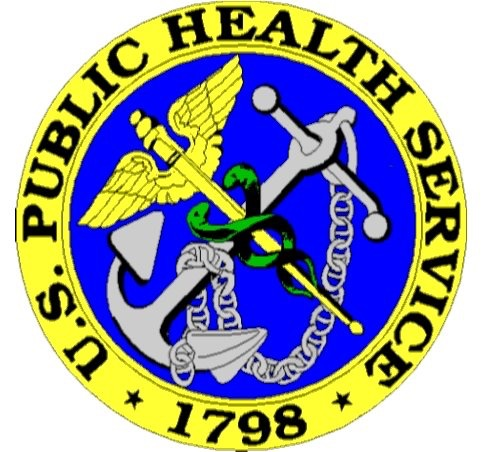 U.S. PUBLIC HEALTH SERVICE
1798